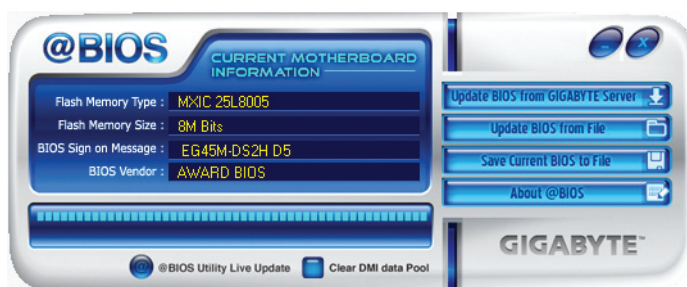 @BIOS
CURRENT MOTHERBOARD
INFORMATION
Flash Memory Type : MXIC 25L8005
Flash Memory Size : 8M Bits
BIOS Sign on Message : EG45M-DS2H D5
BIOS Vendor : AWARD BIOS
Update BIOS from GIGABYTE Server
Update BIOS from File
Save Current BIOS to File
About @BIOS
@BIOS Utility Live Update
Clear DMI data Pool
GIGABYTE™